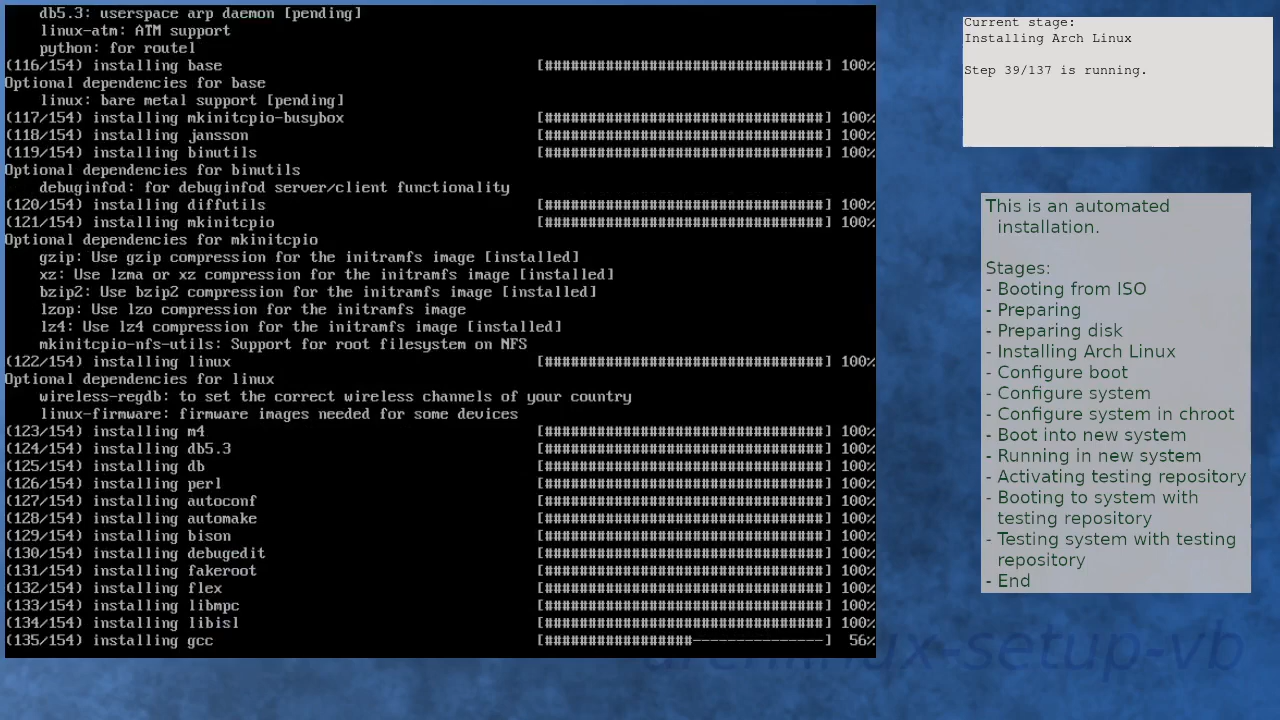 db5.3: userspace arp daemon [pending]
linux-atm: ATM support
python: for routel
(116/154) installing base [################################] 100%
Optional dependencies for base
linux: bare metal support [pending]
(117/154) installing mkinitcpio-busybox [################################] 100%
(118/154) installing jansson [################################] 100%
(119/154) installing binutils [################################] 100%
Optional dependencies for binutils
debuginfod: for debuginfod server/client functionality
(120/154) installing diffutils [################################] 100%
(121/154) installing mkinitcpio [################################] 100%
Optional dependencies for mkinitcpio
gzip: Use gzip compression for the initramfs image [installed]
xz: Use lzma or xz compression for the initramfs image [installed]
bzip2: Use bzip2 compression for the initramfs image [installed]
lzop: Use lzo compression for the initramfs image
lz4: Use lz4 compression for the initramfs image [installed]
mkinitcpio-nfs-utils: Support for root filesystem on NFS
(122/154) installing linux [################################] 100%
Optional dependencies for linux
wireless-regdb: to set the correct wireless channels of your country
linux-firmware: firmware images needed for some devices
(123/154) installing m4 [################################] 100%
(124/154) installing db5.3 [################################] 100%
(125/154) installing db [################################] 100%
(126/154) installing perl [################################] 100%
(127/154) installing autoconf [################################] 100%
(128/154) installing automake [################################] 100%
(129/154) installing bison [################################] 100%
(130/154) installing debugedit [################################] 100%
(131/154) installing fakeroot [################################] 100%
(132/154) installing flex [################################] 100%
(133/154) installing libmpc [################################] 100%
(134/154) installing libisl [################################] 100%
(135/154) installing gcc [#################---------------] 56%
Current stage:
Installing Arch Linux
Step 39/137 is running.
This is an automated
installation.
Stages:
- Booting from ISO
- Preparing
- Preparing disk
- Installing Arch Linux
- Configure boot
- Configure system
- Configure system in chroot
- Boot into new system
- Running in new system
- Activating testing repository
- Booting to system with
testing repository
- Testing system with testing
repository
- End
archlinux-setup-vb